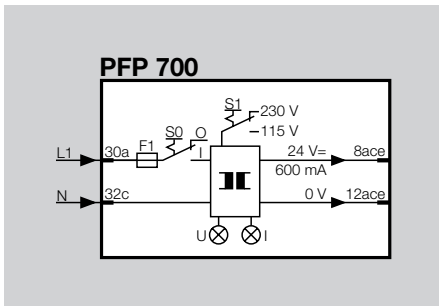 PFP 700
S1
230 V
115 V
L1 30a F1 S0 O
I
24 V= 8ace
600 mA
N 32c
0 V 12ace
U I